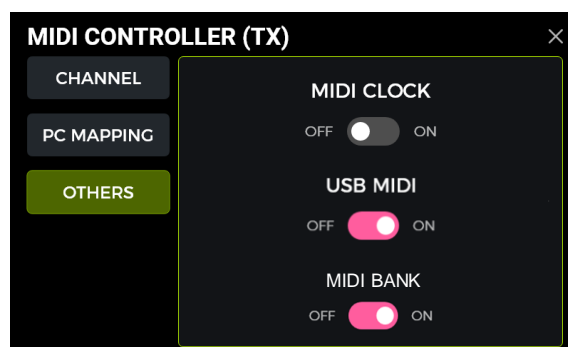 MIDI CONTROLLER (TX)
CHANNEL
PC MAPPING
OTHERS
MIDI CLOCK
OFF ON
USB MIDI
OFF ON
MIDI BANK
OFF ON